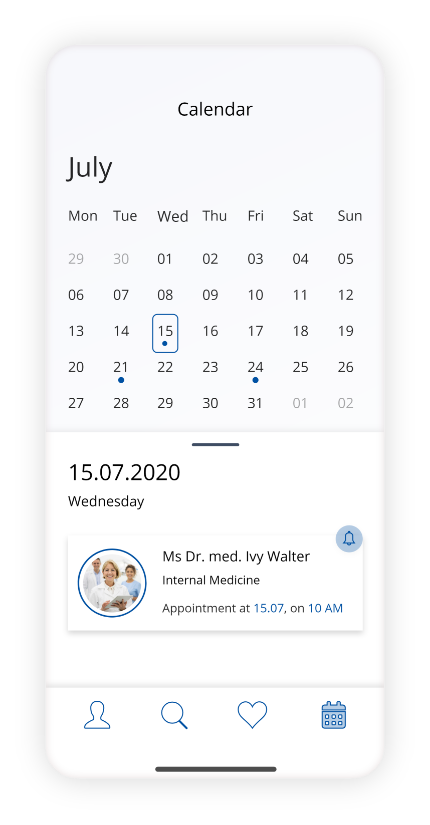 Calendar
July
Mon Tue Wed Thu Fri Sat Sun
29 30 01 02 03 04 05
06 07 08 09 10 11 12
13 14 15 16 17 18 19
20 21 22 23 24 25 26
27 28 29 30 31 01 02
15.07.2020
Wednesday
Ms Dr. med. Ivy Walter
Internal Medicine
Appointment at 15.07, on 10 AM